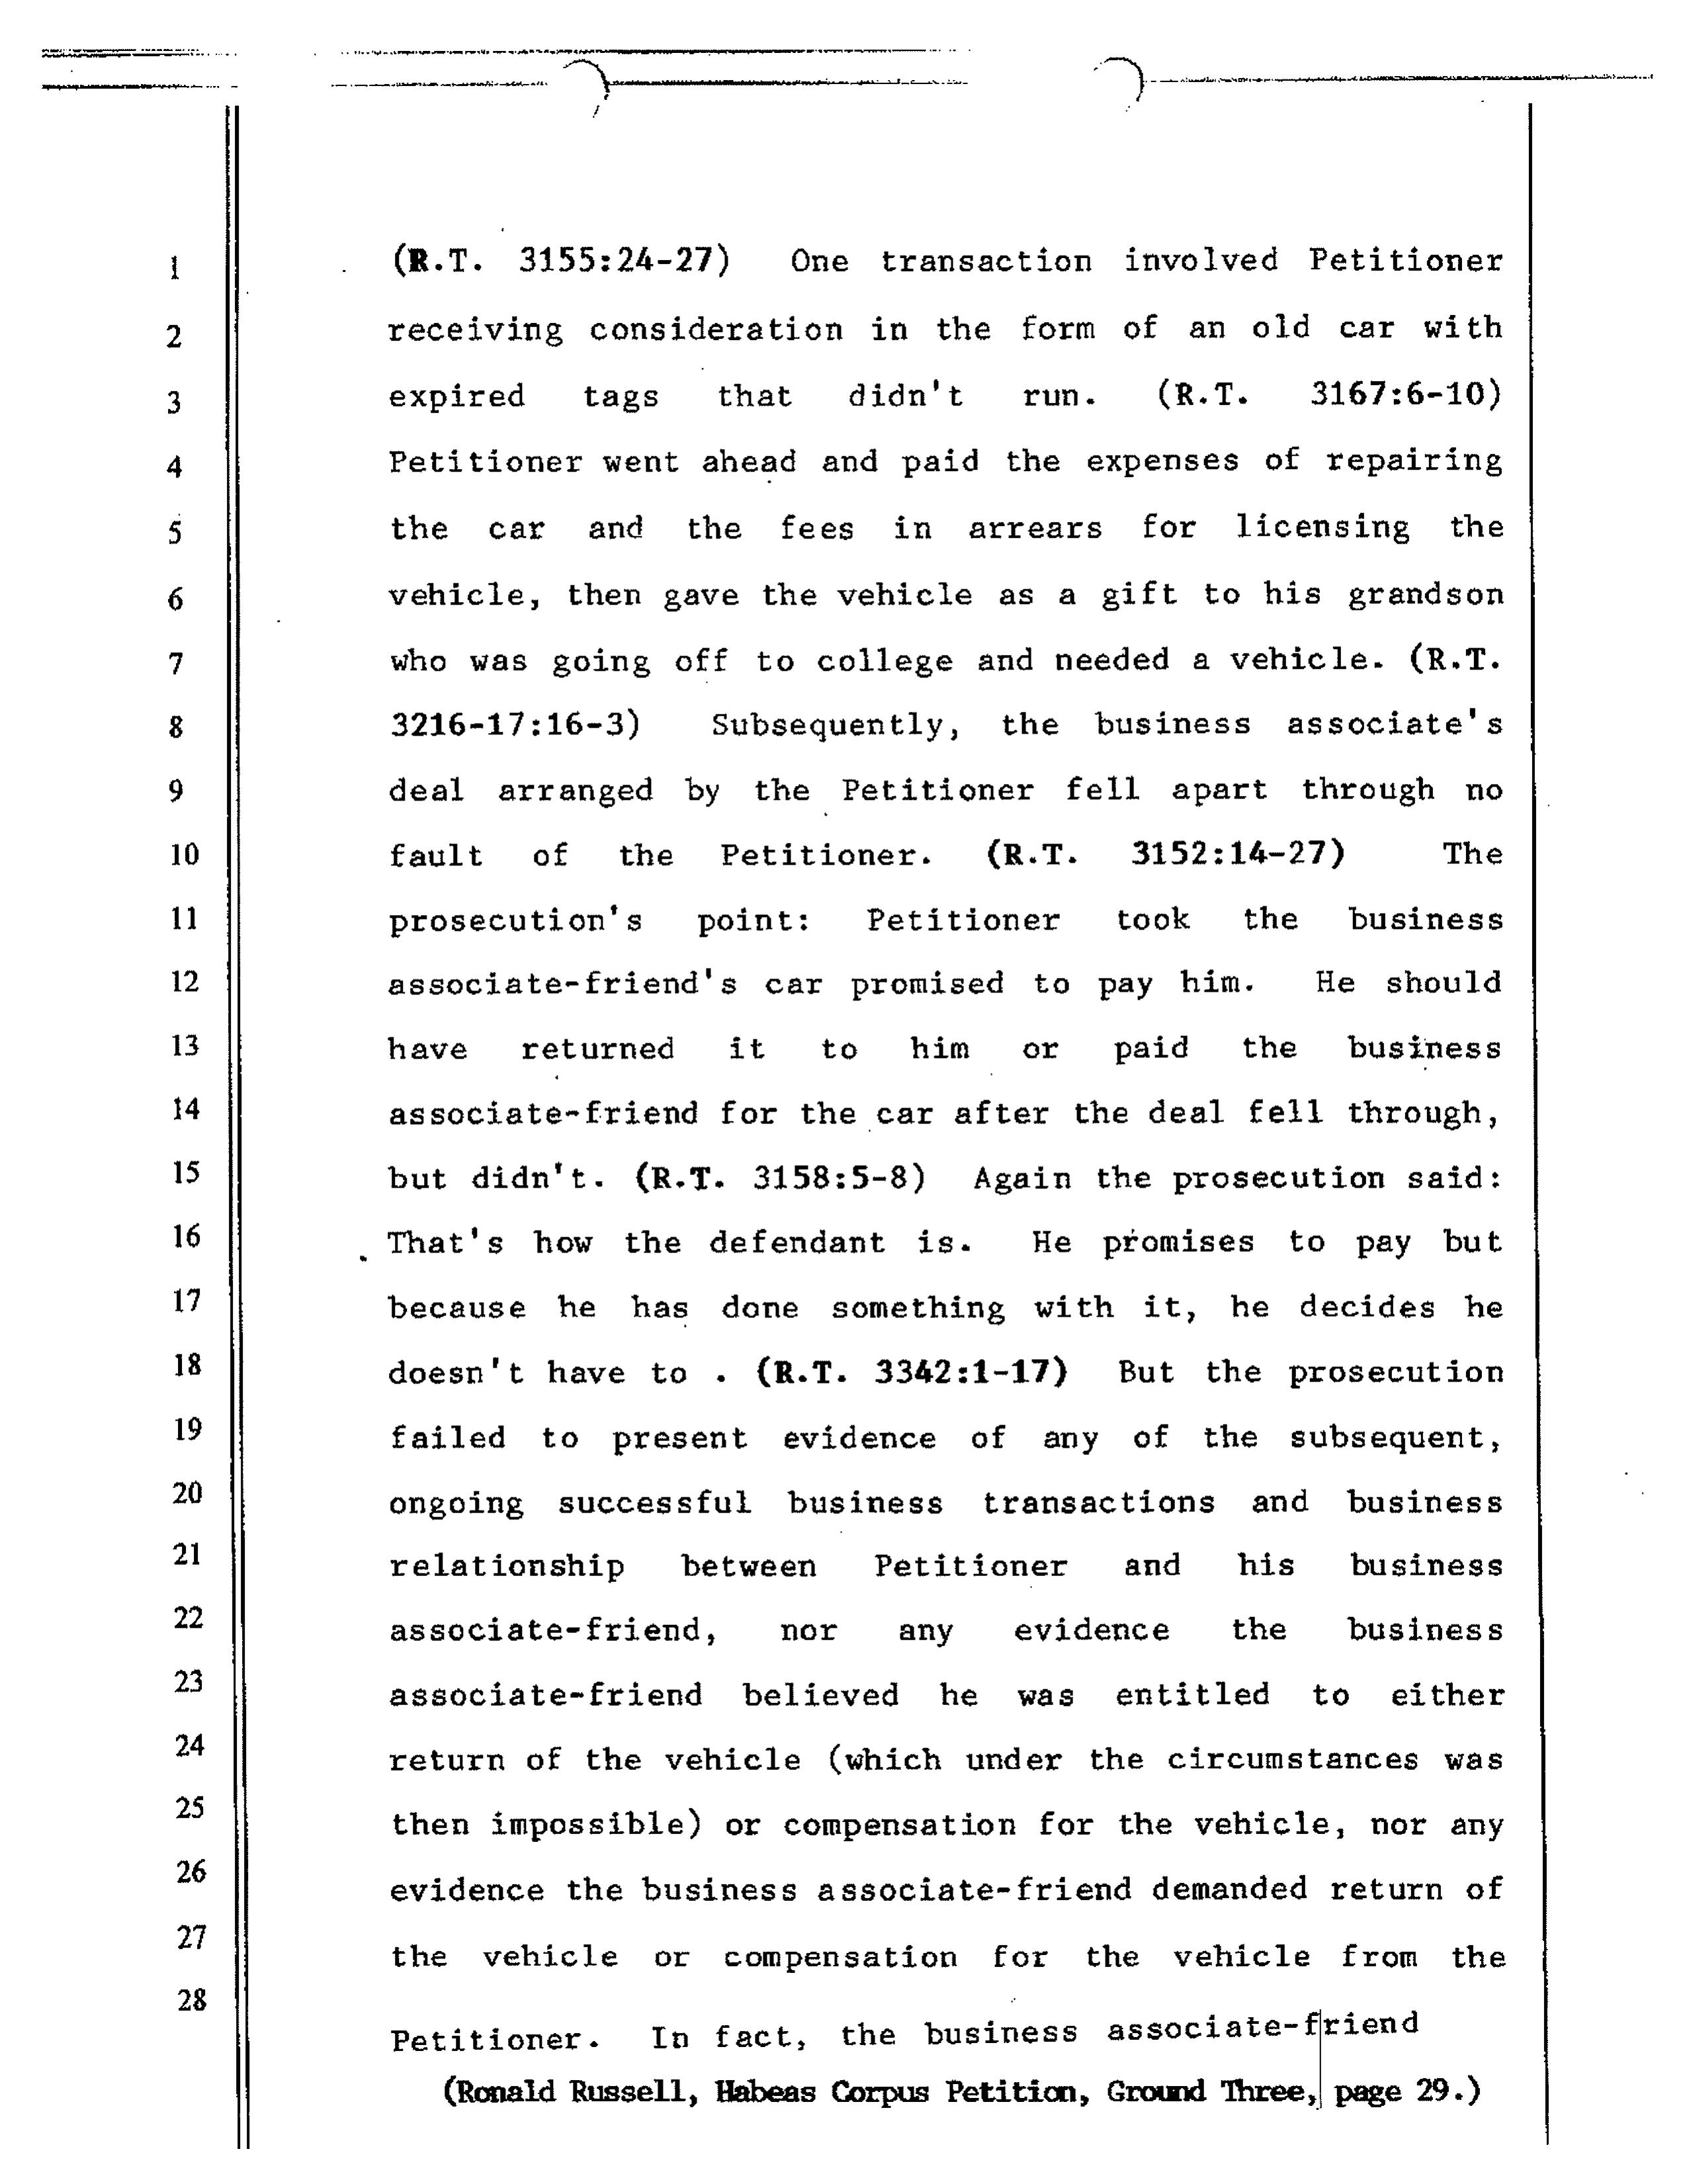 1 (R.T. 3155:24-27) One transaction involved Petitioner
2 receiving consideration in the form of an old car with
3 expired tags that didn't run. (R.T. 3167:6-10)
4 Petitioner went ahead and paid the expenses of repairing
5 the car and the fees in arrears for licensing the
6 vehicle, then gave the vehicle as a gift to his grandson
7 who was going off to college and needed a vehicle. (R.T.
8 3216-17:16-3) Subsequently, the business associate's
9 deal arranged by the Petitioner fell apart through no
10 fault of the Petitioner. (R.T. 3152:14-27) The
11 prosecution's point: Petitioner took the business
12 associate-friend's car promised to pay him. He should
13 have returned it to him or paid the business
14 associate-friend for the car after the deal fell through,
15 but didn't. (R.T. 3158:5-8) Again the prosecution said:
16 That's how the defendant is. He promises to pay but
17 because he has done something with it, he decides he
18 doesn't have to . (R.T. 3342:1-17) But the prosecution
19 failed to present evidence of any of the subsequent,
20 ongoing successful business transactions and business
21 relationship between Petitioner and his business
22 associate-friend, nor any evidence the business
23 associate-friend believed he was entitled to either
24 return of the vehicle (which under the circumstances was
25 then impossible) or compensation for the vehicle, nor any
26 evidence the business associate-friend demanded return of
27 the vehicle or compensation for the vehicle from the
28 Petitioner. In fact, the business associate-friend
(Ronald Russell, Habeas Corpus Petition, Ground Three, page 29.)